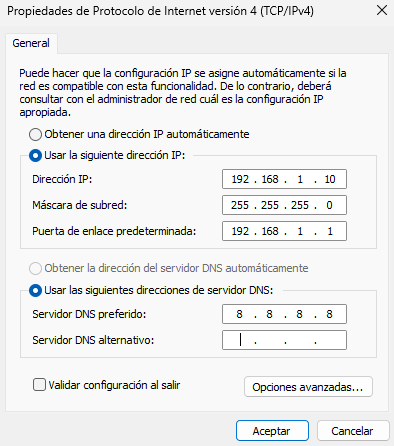 Propiedades de Protocolo de Internet versión 4 (TCP/IPv4)
General
Puede hacer que la configuración IP se asigne automáticamente si la
red es compatible con esta funcionalidad. De lo contrario, deberá
consultar con el administrador de red cuál es la configuración IP
apropiada.
Obtener una dirección IP automáticamente
Usar la siguiente dirección IP:
Dirección IP: 192 . 168 . 1 . 10
Máscara de subred: 255 . 255 . 255 . 0
Puerta de enlace predeterminada: 192 . 168 . 1 . 1
Obtener la dirección del servidor DNS automáticamente
Usar las siguientes direcciones de servidor DNS:
Servidor DNS preferido: 8 . 8 . 8 . 8
Servidor DNS alternativo: . . .
Validar configuración al salir
Opciones avanzadas...
Aceptar Cancelar